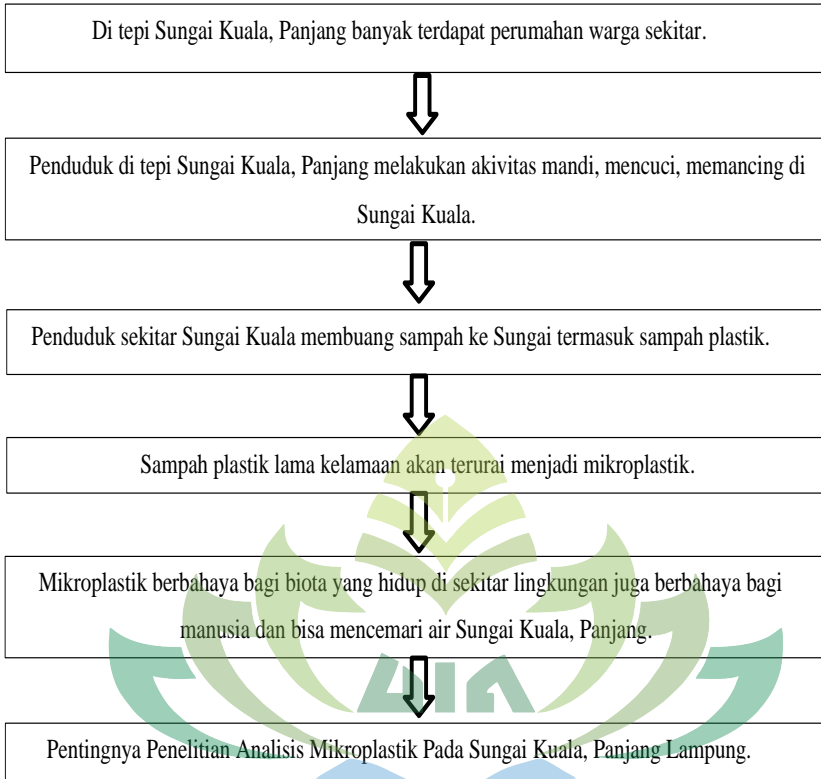 Di tepi Sungai Kuala, Panjang banyak terdapat perumahan warga sekitar.
Penduduk di tepi Sungai Kuala, Panjang melakukan akivitas mandi, mencuci, memancing di
Sungai Kuala.
Penduduk sekitar Sungai Kuala membuang sampah ke Sungai termasuk sampah plastik.
Sampah plastik lama kelamaan akan terurai menjadi mikroplastik.
Mikroplastik berbahaya bagi biota yang hidup di sekitar lingkungan juga berbahaya bagi
manusia dan bisa mencemari air Sungai Kuala, Panjang.
Pentingnya Penelitian Analisis Mikroplastik Pada Sungai Kuala, Panjang Lampung.